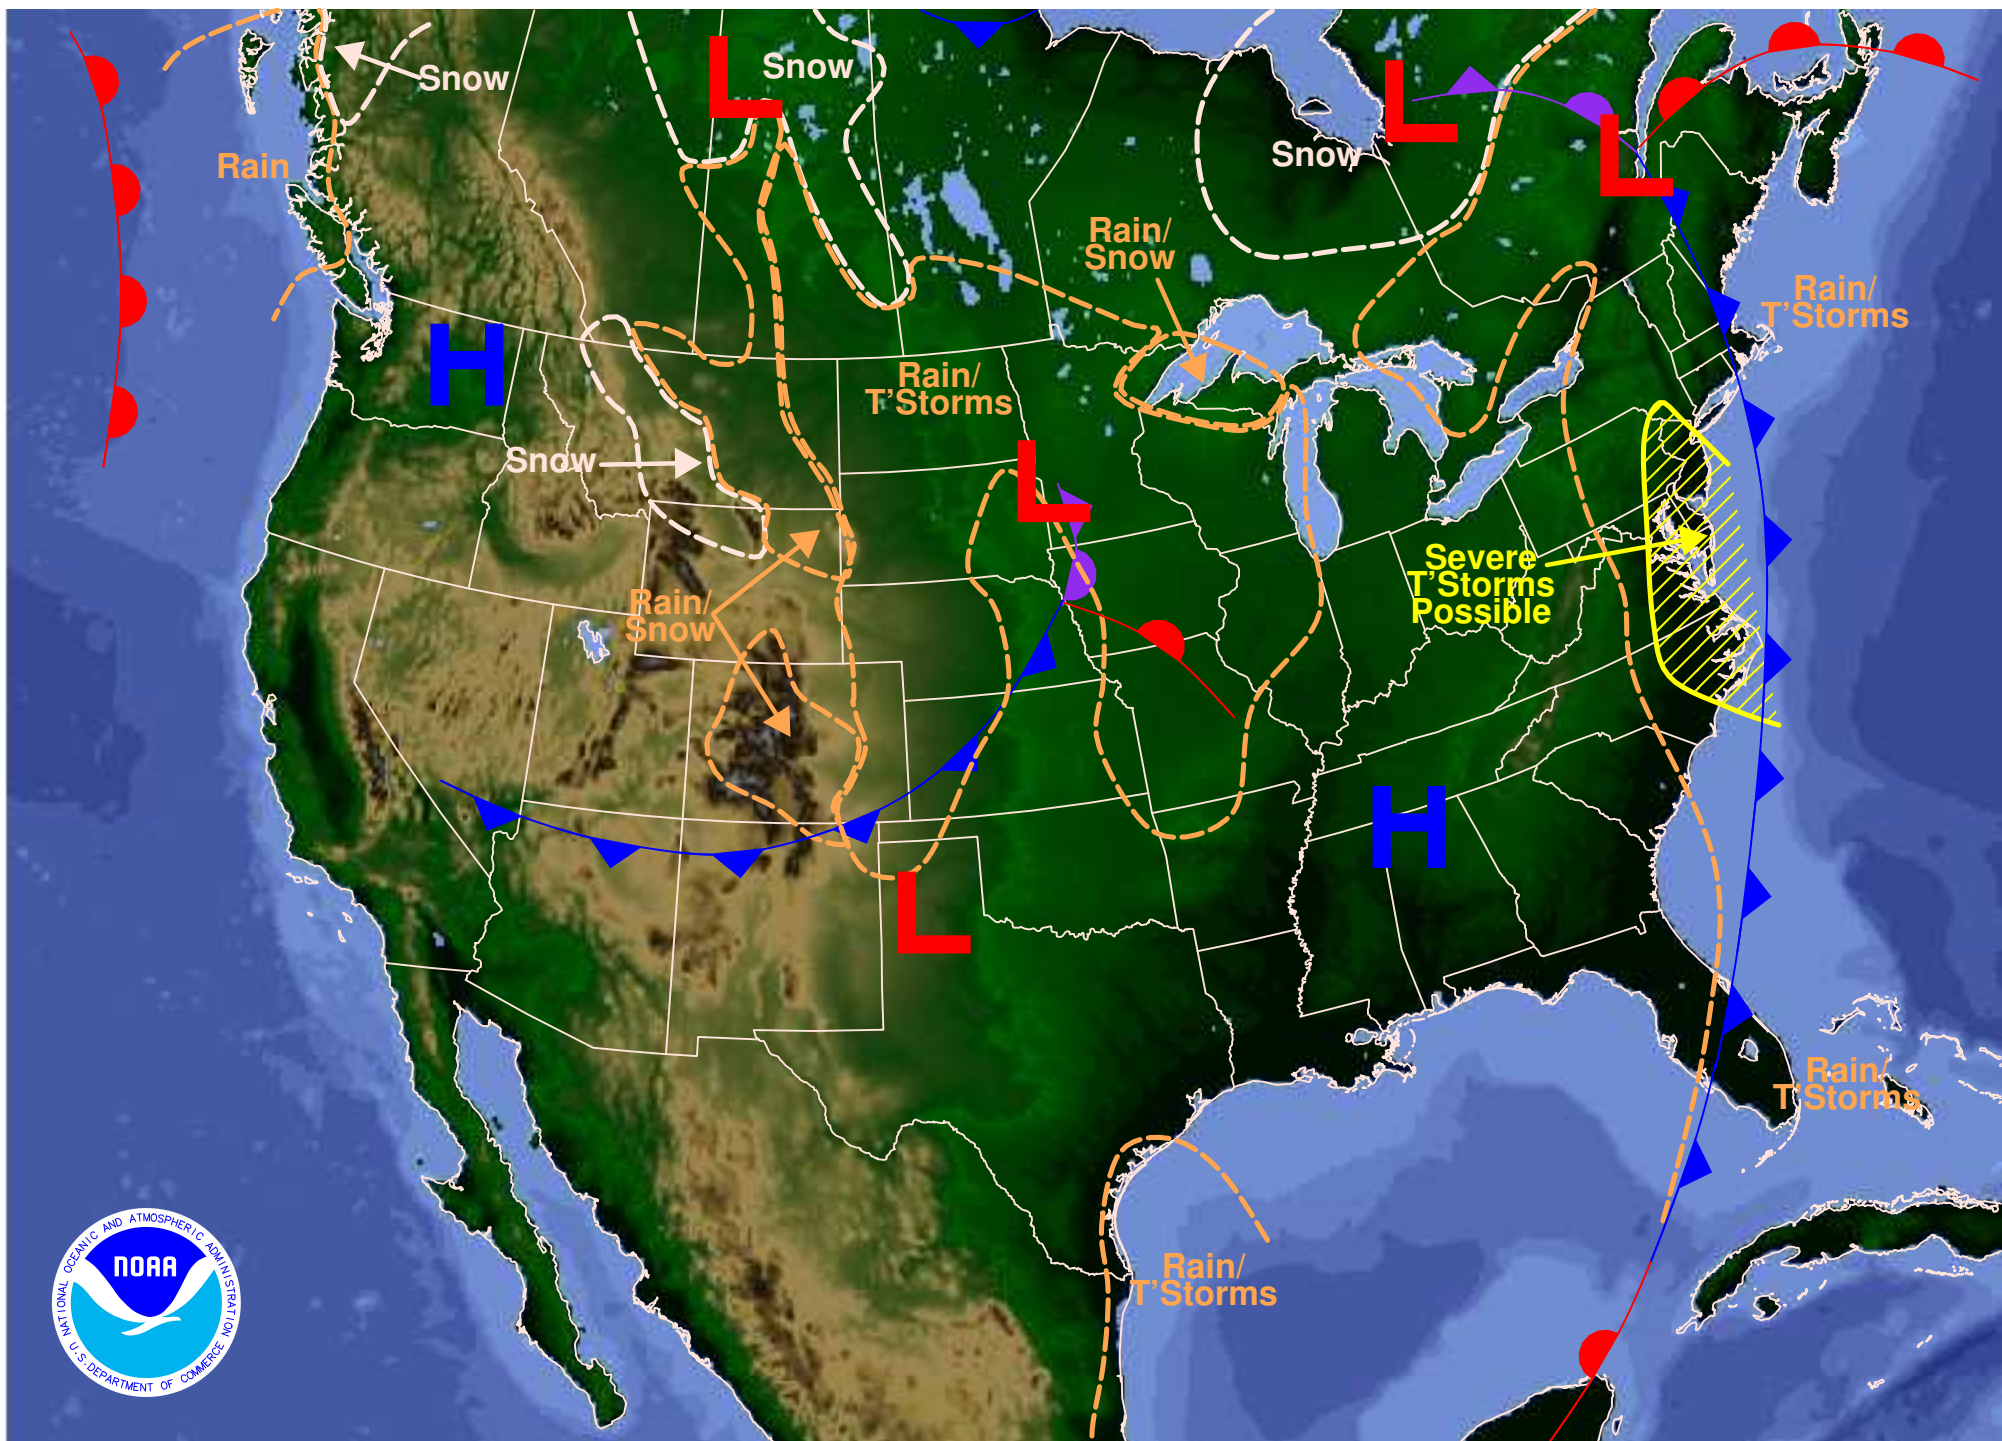 L
Snow
Snow
L
L
Snow
Rain
Rain/
Snow
Rain/
T'Storms
H
Rain/
T'Storms
Snow
L
Severe
T'Storms
Possible
Rain/
Snow
H
L
Rain/
T'Storms
Rain/
T'Storms
NATIONAL OCEANIC AND ATMOSPHERIC ADMINISTRATION
NOAA
U.S. DEPARTMENT OF COMMERCE